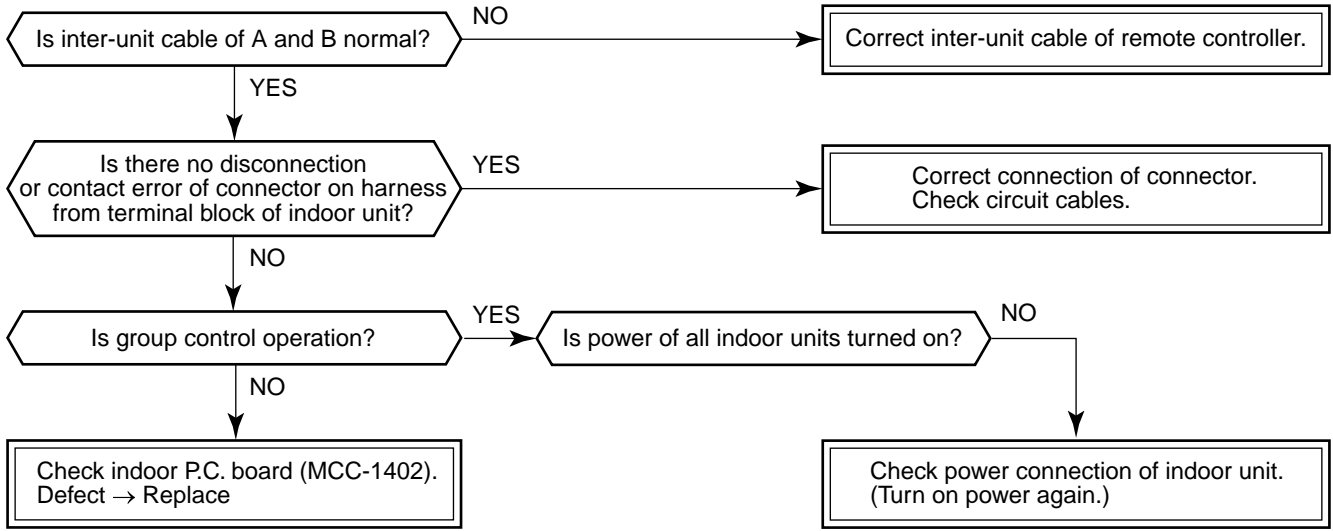 Is inter-unit cable of A and B normal?
NO
Correct inter-unit cable of remote controller.
YES
Is there no disconnection
or contact error of connector on harness
from terminal block of indoor unit?
YES
Correct connection of connector.
Check circuit cables.
NO
Is group control operation?
YES
Is power of all indoor units turned on?
NO
NO
Check indoor P.C. board (MCC-1402).
Defect → Replace
Check power connection of indoor unit.
(Turn on power again.)